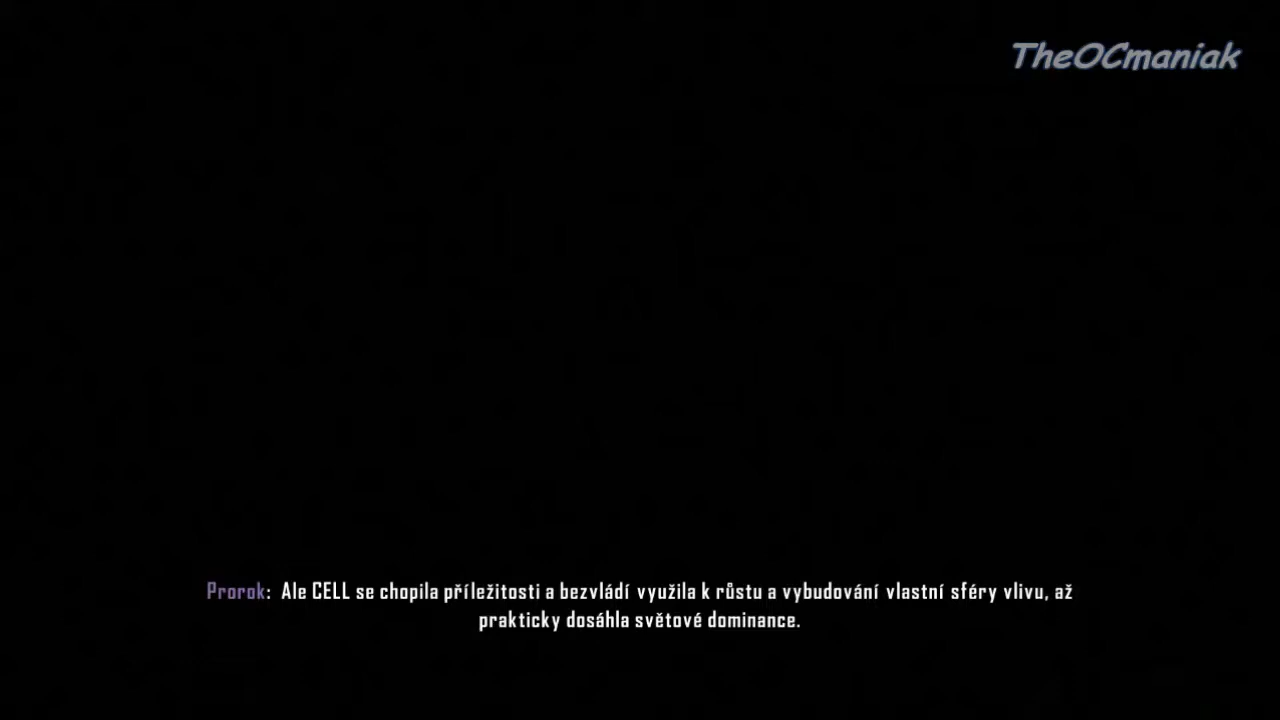 TheOCmaniak
Prorok: Ale CELL se chopila příležitosti a bezvládí využila k růstu a vybudování vlastní sféry vlivu, až
prakticky dosáhla světové dominance.